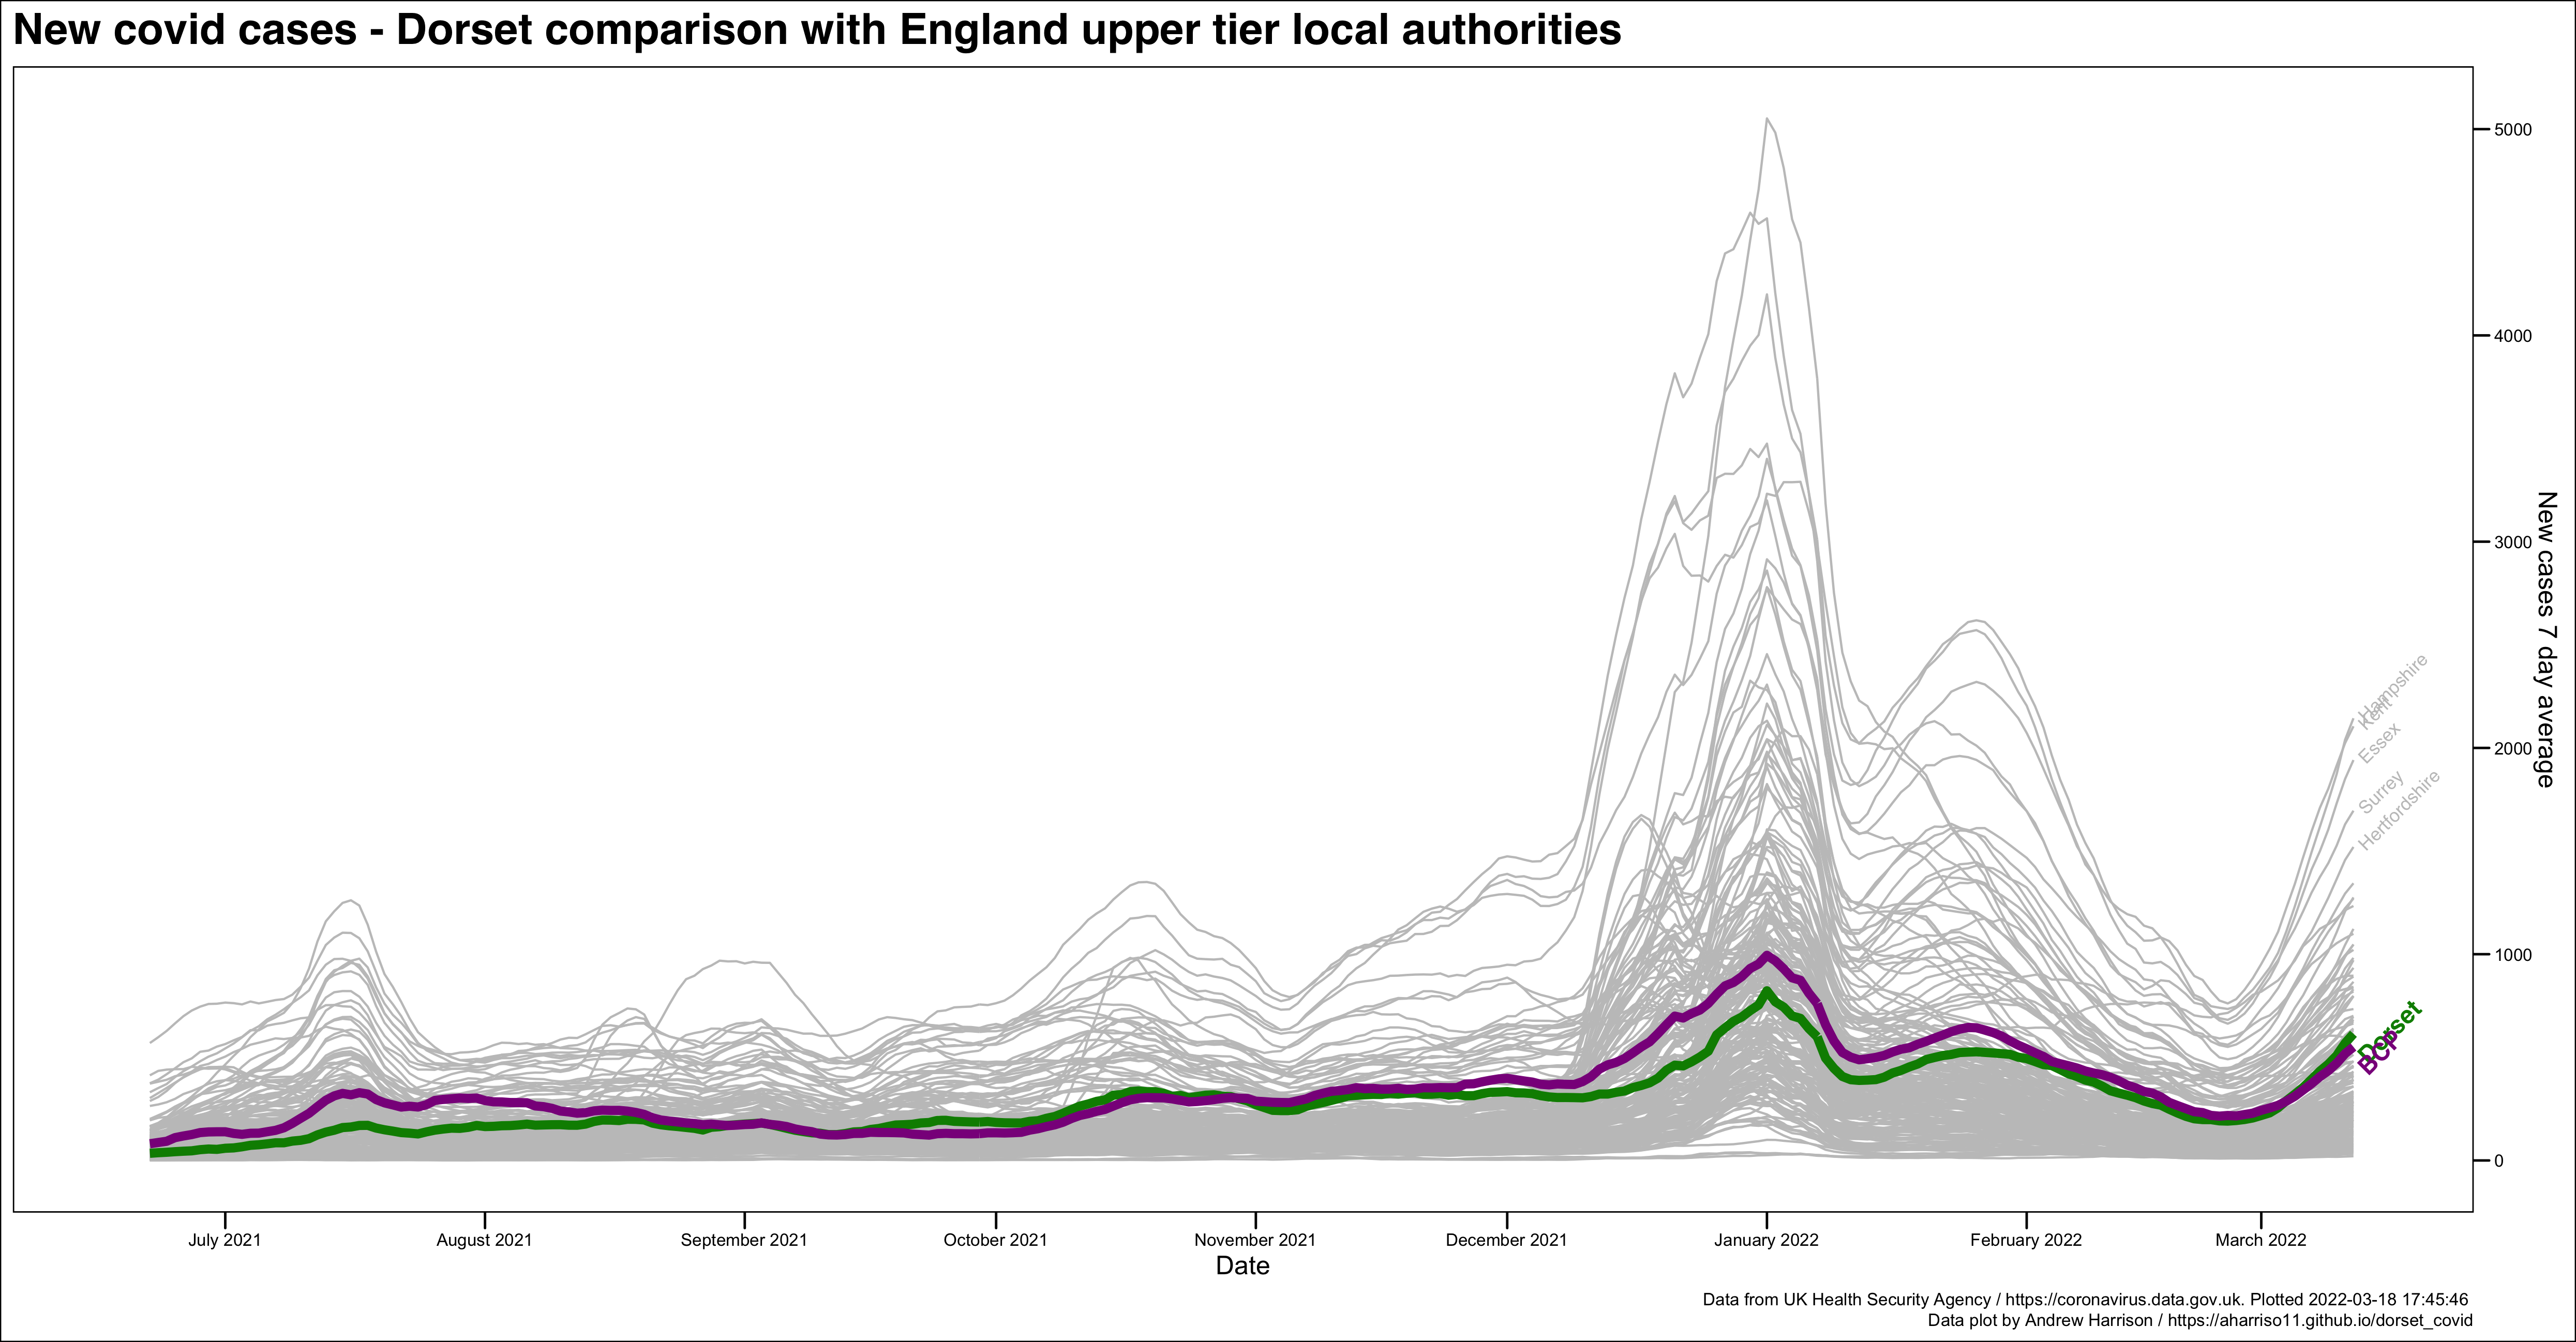 New covid cases - Dorset comparison with England upper tier local authorities
5000
4000
3000
2000
1000
0
New cases 7 day average
Hampshire
Kent
Essex
Surrey
Hertfordshire
Dorset
BCP
July 2021
August 2021
September 2021
October 2021
November 2021
December 2021
January 2022
February 2022
March 2022
Date
Data from UK Health Security Agency / https://coronavirus.data.gov.uk. Plotted 2022-03-18 17:45:46
Data plot by Andrew Harrison / https://aharriso11.github.io/dorset_covid